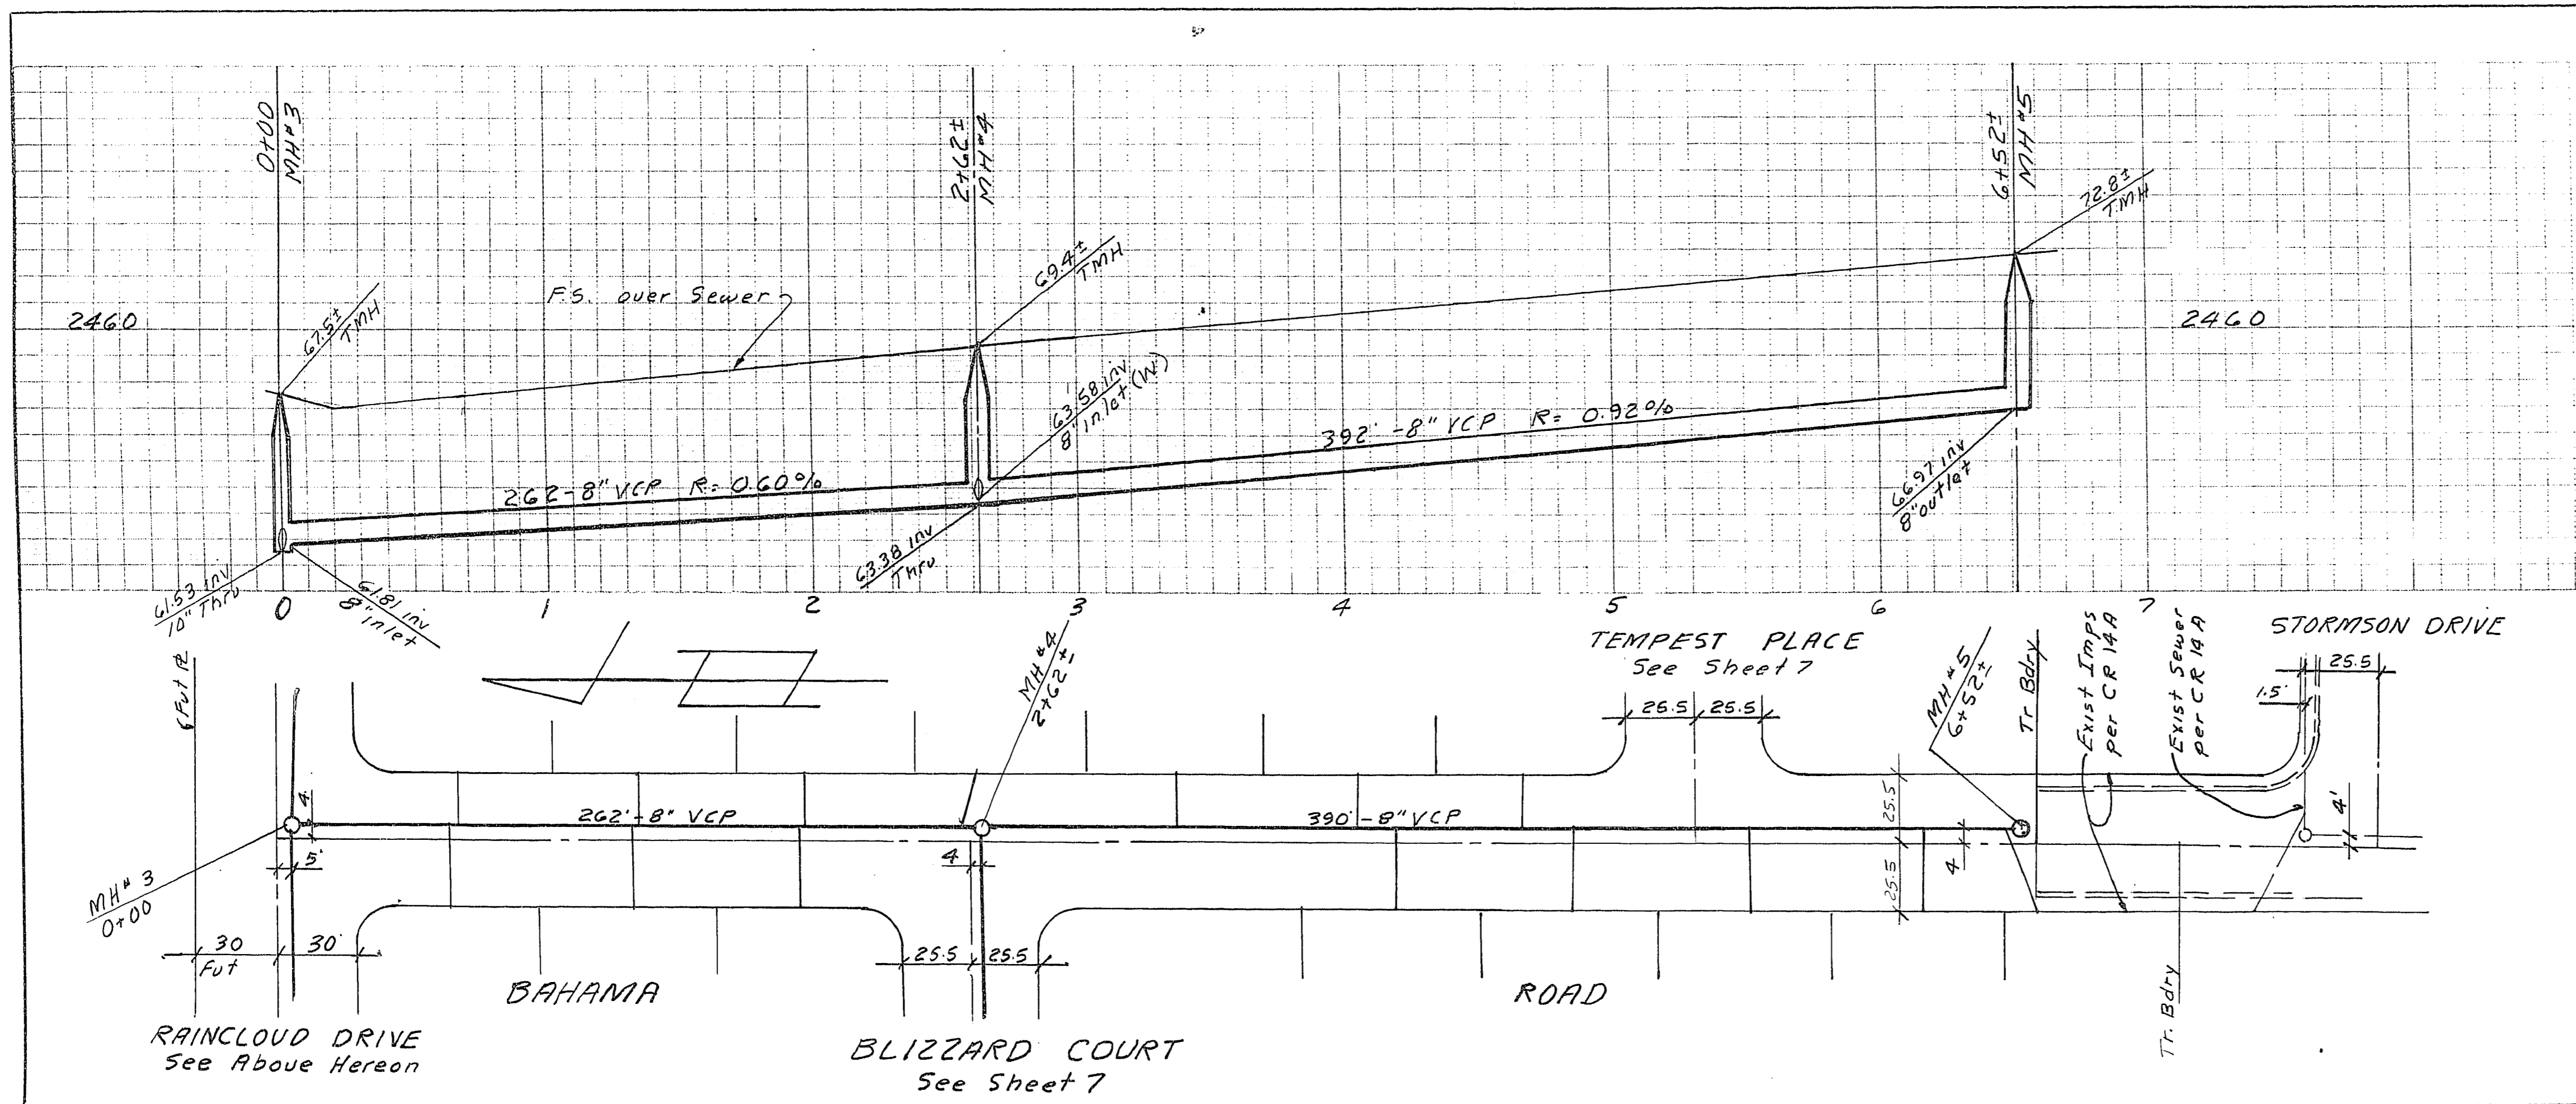 0+00
MH#3
2+62±
MH#4
6+52±
MH#5
72.8±
TMH
69.4±
TMH
67.5±
TMH
F.S. over Sewer
2460
2460
63.58 inv
8" inlet (W)
262-8" VCP R= 0.60%
392'-8" VCP R= 0.92%
66.97 inv
8" outlet
63.38 inv
Thru
61.53 inv
10" Thru
61.81 inv
8" inlet
0 1 2 3 4 5 6 7
Fut R
MH#4
2+62±
TEMPEST PLACE
See Sheet 7
MH#5
6+52±
Tr Bdry
Exist Imps
per CR 14A
Exist Sewer
per CR 14A
STORMSON DRIVE
25.5
1.5'
25.5 25.5
4
262'-8" VCP
390'-8" VCP
25.5
4'
5'
4
25.5
4
MH# 3
0+00
30 30'
Fut
25.5 25.5
BAHAMA ROAD
Tr. Bdry
RAINCLOUD DRIVE
See Above Hereon
BLIZZARD COURT
See Sheet 7